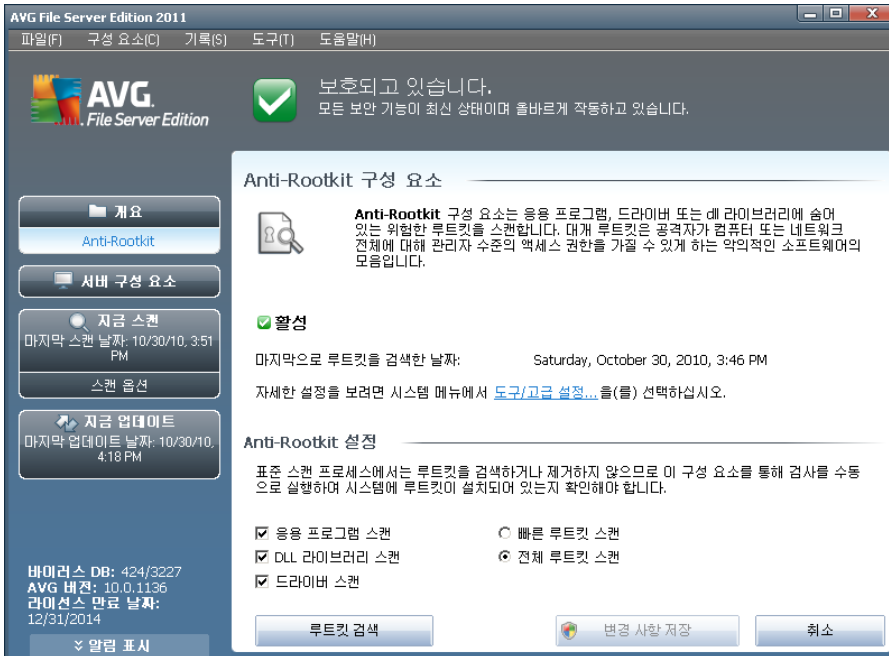 AVG File Server Edition 2011
파일(F) 구성 요소(C) 기록(S) 도구(T) 도움말(H)
AVG.
File Server Edition
보호되고 있습니다.
모든 보안 기능이 최신 상태이며 올바르게 작동하고 있습니다.
개요
Anti-Rootkit
서버 구성 요소
지금 스캔
마지막 스캔 날짜: 10/30/10, 3:51
PM
스캔 옵션
지금 업데이트
마지막 업데이트 날짜: 10/30/10,
4:18 PM
바이러스 DB: 424/3227
AVG 버전: 10.0.1136
라이선스 만료 날짜:
12/31/2014
알림 표시
Anti-Rootkit 구성 요소
Anti-Rootkit 구성 요소는 응용 프로그램, 드라이버 또는 dll 라이브러리에 숨어
있는 위험한 루트킷을 스캔합니다. 대개 루트킷은 공격자가 컴퓨터 또는 네트워크
전체에 대해 관리자 수준의 액세스 권한을 가질 수 있게 하는 악의적인 소프트웨어의
모음입니다.
활성
마지막으로 루트킷을 검색한 날짜: Saturday, October 30, 2010, 3:46 PM
자세한 설정을 보려면 시스템 메뉴에서 도구/고급 설정...을(를) 선택하십시오.
Anti-Rootkit 설정
표준 스캔 프로세스에서는 루트킷을 검색하거나 제거하지 않으므로 이 구성 요소를 통해 검사를 수동
으로 실행하여 시스템에 루트킷이 설치되어 있는지 확인해야 합니다.
응용 프로그램 스캔 빠른 루트킷 스캔
DLL 라이브러리 스캔 전체 루트킷 스캔
드라이버 스캔
루트킷 검색 변경 사항 저장 취소